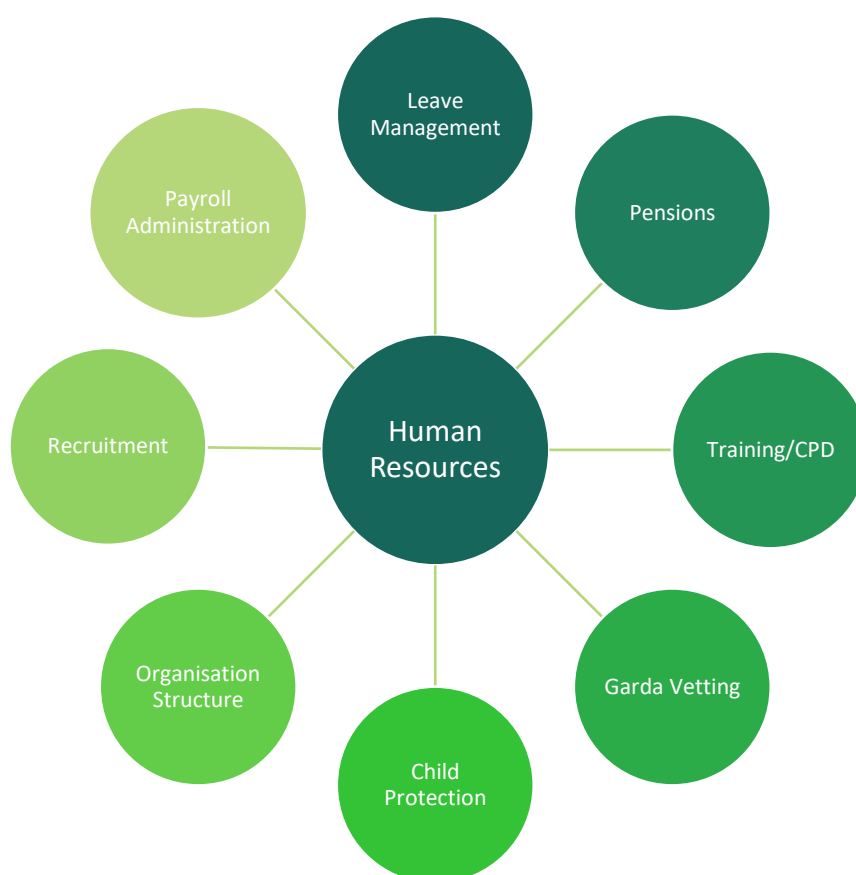 Leave
Management
Payroll
Administration
Pensions
Human
Resources
Recruitment
Training/CPD
Organisation
Structure
Garda Vetting
Child
Protection